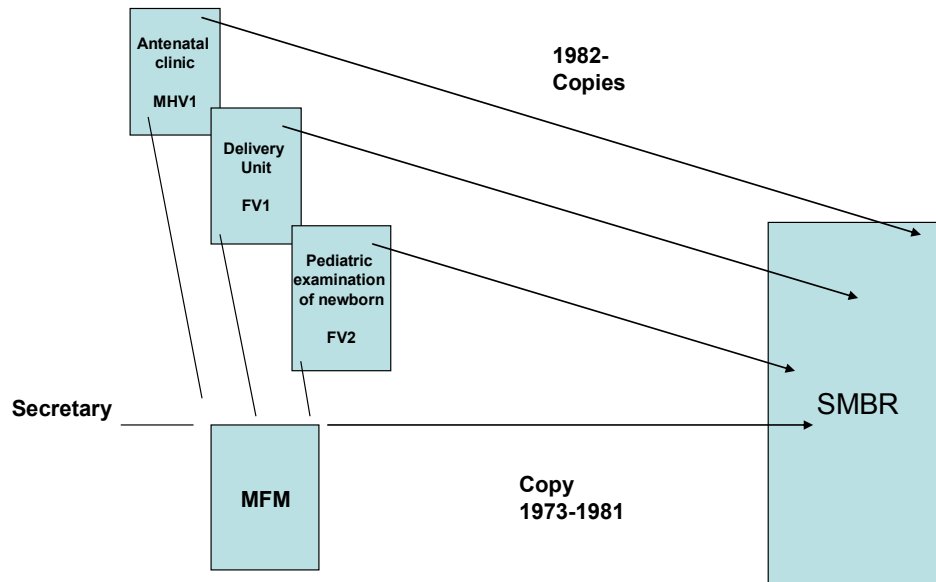 Antenatal
clinic
MHV1
1982-
Copies
Delivery
Unit
FV1
Pediatric
examination
of newborn
FV2
SMBR
Secretary
MFM
Copy
1973-1981